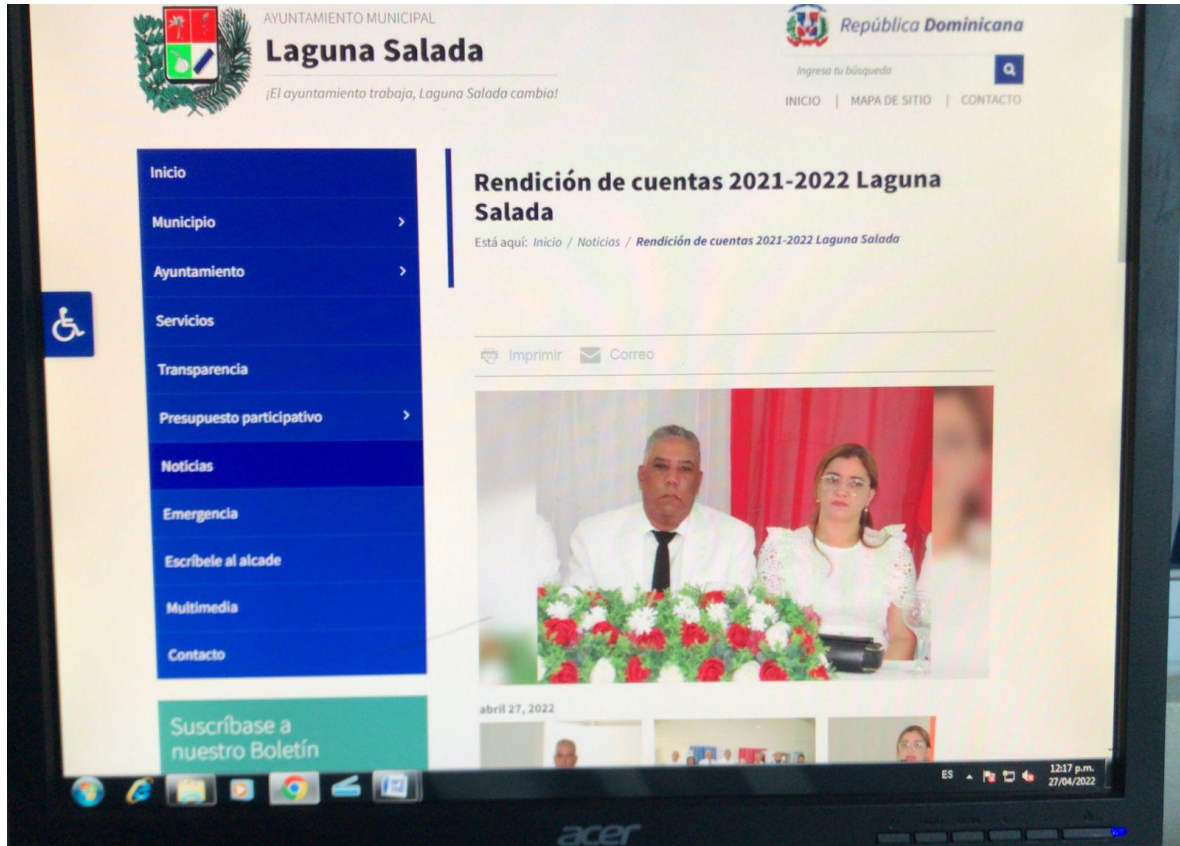 AYUNTAMIENTO MUNICIPAL
Laguna Salada
¡El ayuntamiento trabaja, Laguna Salada cambia!
República Dominicana
Ingresa tu búsqueda
INICIO | MAPA DE SITIO | CONTACTO
Inicio
Municipio
Ayuntamiento
Servicios
Transparencia
Presupuesto participativo
Noticias
Emergencia
Escríbele al alcade
Multimedia
Contacto
Suscríbase a
nuestro Boletín
Rendición de cuentas 2021-2022 Laguna
Salada
Está aquí: Inicio / Noticias / Rendición de cuentas 2021-2022 Laguna Salada
Imprimir Correo
abril 27, 2022
ES
12:17 p.m.
27/04/2022
acer